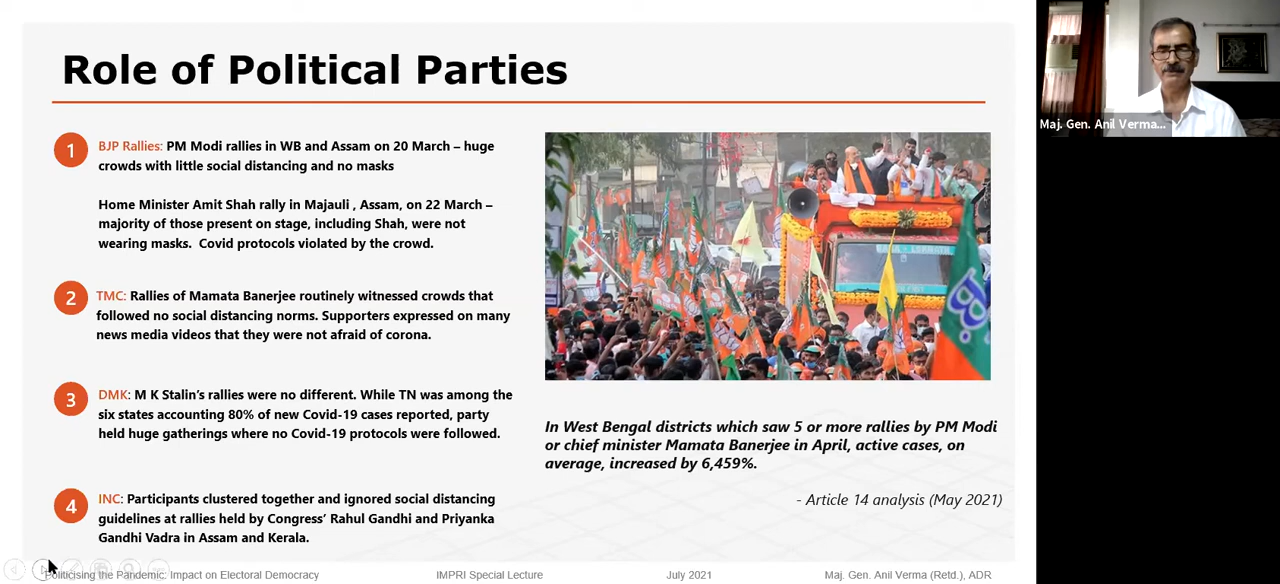 Role of Political Parties
1
BJP Rallies: PM Modi rallies in WB and Assam on 20 March – huge
crowds with little social distancing and no masks
Home Minister Amit Shah rally in Majauli , Assam, on 22 March –
majority of those present on stage, including Shah, were not
wearing masks.  Covid protocols violated by the crowd.
2
TMC: Rallies of Mamata Banerjee routinely witnessed crowds that
followed no social distancing norms. Supporters expressed on many
news media videos that they were not afraid of corona.
3
DMK: M K Stalin’s rallies were no different. While TN was among the
six states accounting 80% of new Covid-19 cases reported, party
held huge gatherings where no Covid-19 protocols were followed.
4
INC: Participants clustered together and ignored social distancing
guidelines at rallies held by Congress’ Rahul Gandhi and Priyanka
Gandhi Vadra in Assam and Kerala.
In West Bengal districts which saw 5 or more rallies by PM Modi
or chief minister Mamata Banerjee in April, active cases, on
average, increased by 6,459%.
- Article 14 analysis (May 2021)
Politicising the Pandemic: Impact on Electoral Democracy
IMPRI Special Lecture
July 2021
Maj. Gen. Anil Verma (Retd.), ADR
Maj. Gen. Anil Verma...